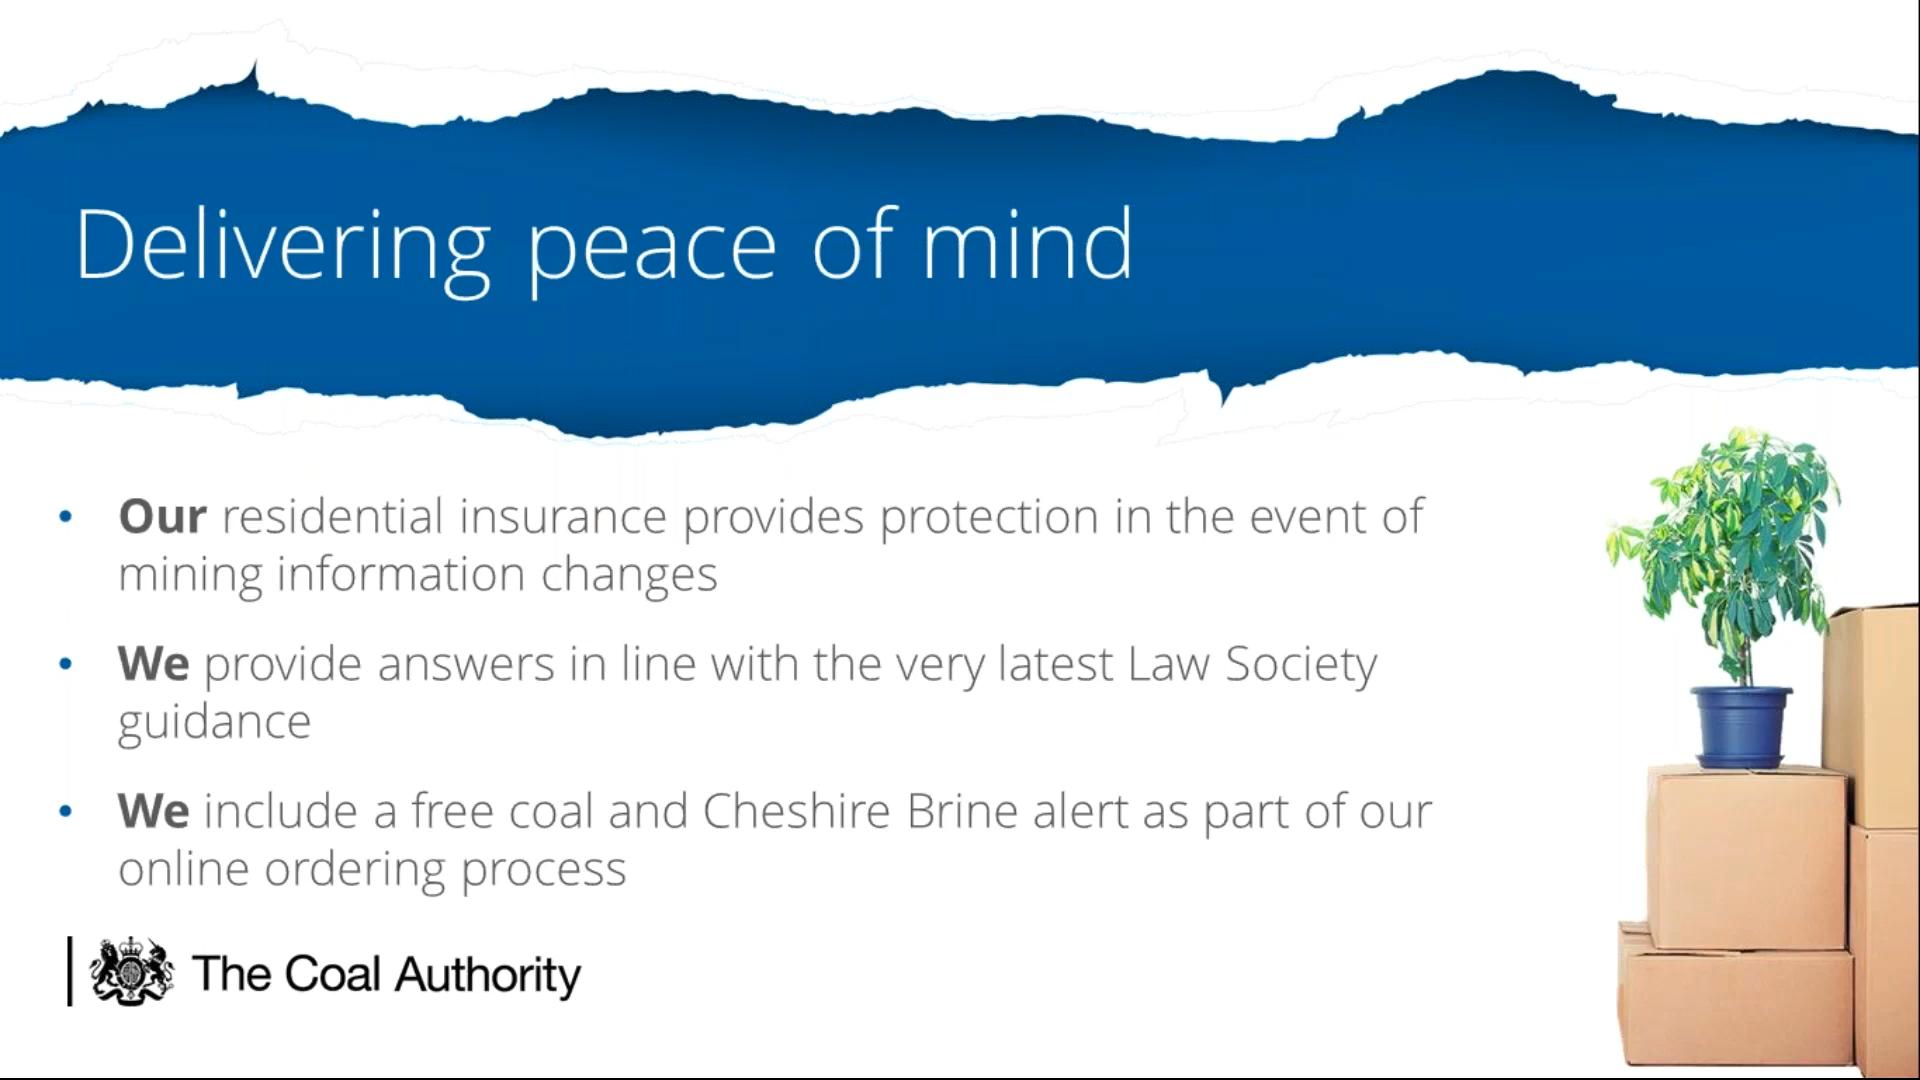 Delivering peace of mind
• Our residential insurance provides protection in the event of
mining information changes
• We provide answers in line with the very latest Law Society
guidance
• We include a free coal and Cheshire Brine alert as part of our
online ordering process
The Coal Authority